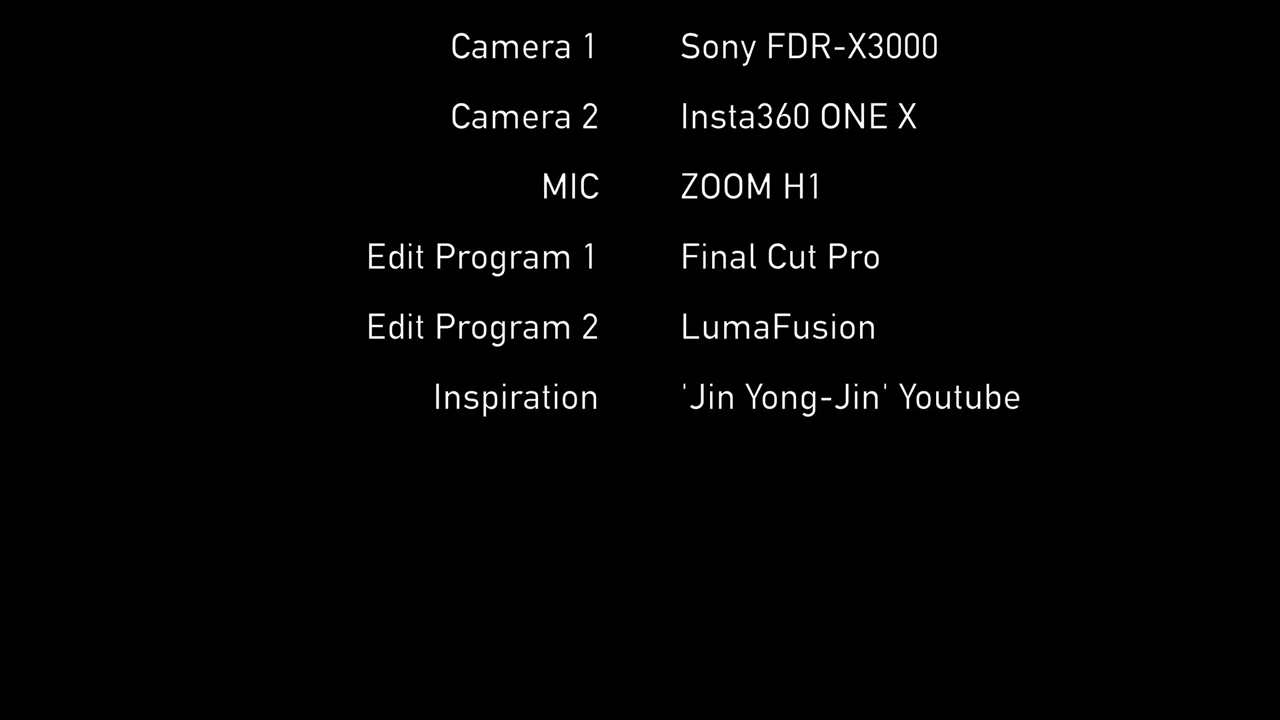 Camera 1 Sony FDR-X3000
Camera 2 Insta360 ONE X
MIC ZOOM H1
Edit Program 1 Final Cut Pro
Edit Program 2 LumaFusion
Inspiration 'Jin Yong-Jin' Youtube